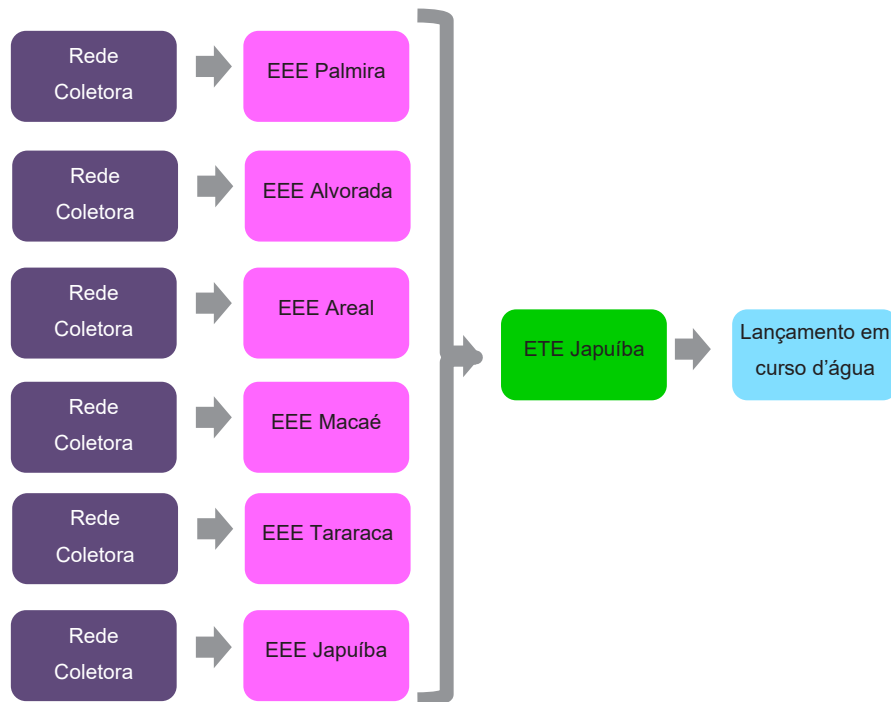 Rede
Coletora
EEE Palmira
Rede
Coletora
EEE Alvorada
Rede
Coletora
EEE Areal
Rede
Coletora
EEE Macaé
Rede
Coletora
EEE Tararaca
Rede
Coletora
EEE Japuíba
ETE Japuíba
Lançamento em
curso d’água